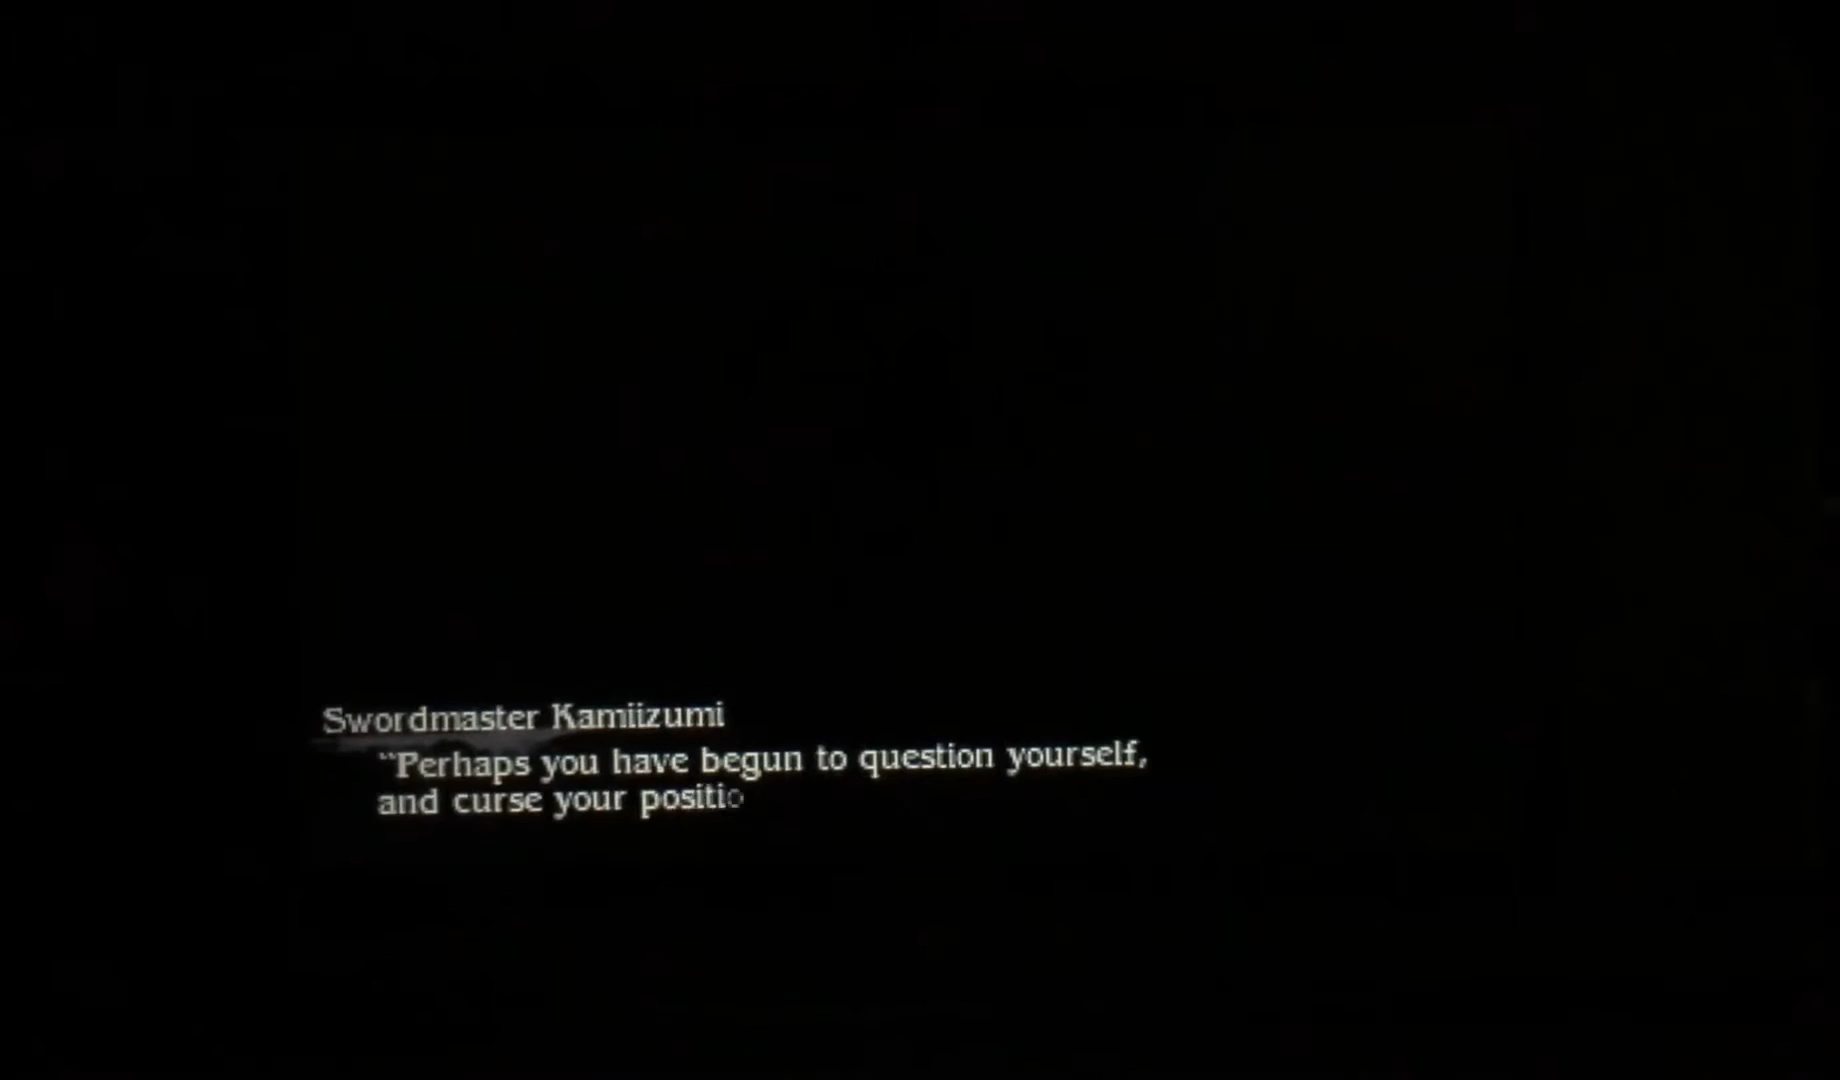 Swordmaster Kamiizumi
“Perhaps you have begun to question yourself,
and curse your positio